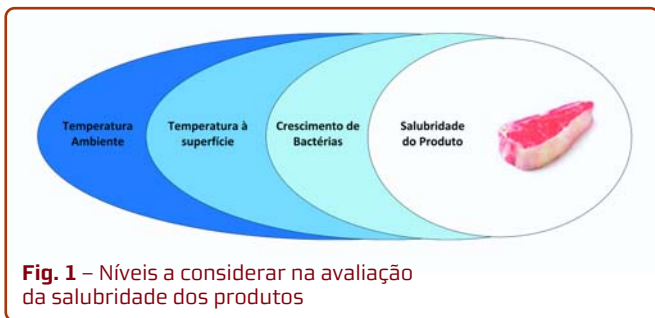 Temperatura
Ambiente
Temperatura à
superfície
Crescimento de
Bactérias
Salubridade
do Produto
Fig. 1 – Níveis a considerar na avaliação
da salubridade dos produtos